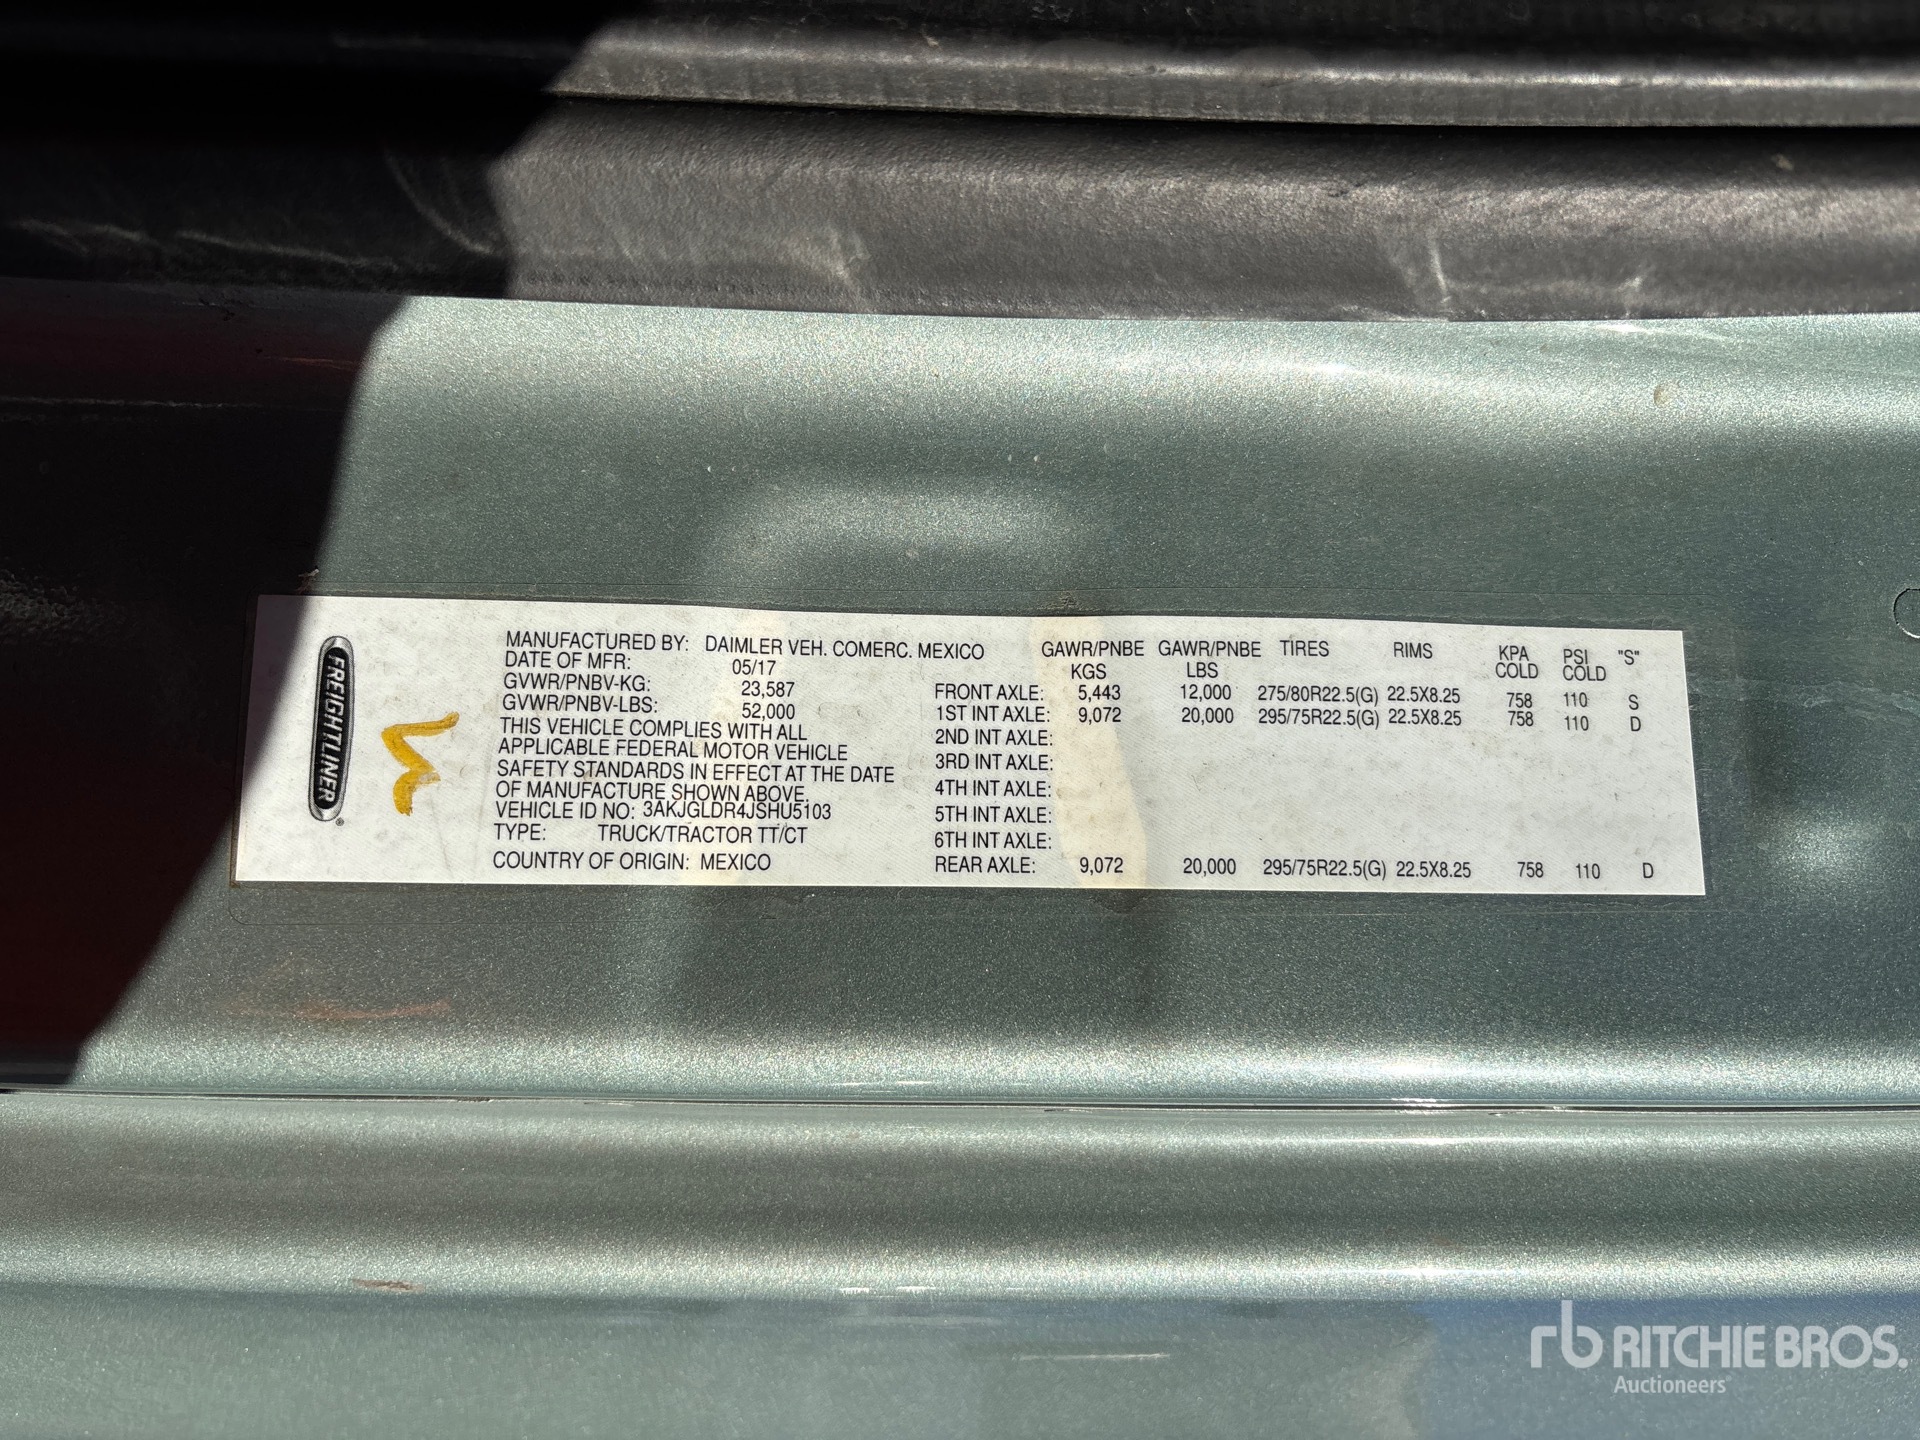 FREIGHTLINER®
MANUFACTURED BY: DAIMLER VEH. COMERC. MEXICO
DATE OF MFR: 05/17
GVWR/PNBV-KG: 23,587
GVWR/PNBV-LBS: 52,000
THIS VEHICLE COMPLIES WITH ALL
APPLICABLE FEDERAL MOTOR VEHICLE
SAFETY STANDARDS IN EFFECT AT THE DATE
OF MANUFACTURE SHOWN ABOVE.
VEHICLE ID NO: 3AKJGLDR4JSHU5103
TYPE: TRUCK/TRACTOR TT/CT
COUNTRY OF ORIGIN: MEXICO
GAWR/PNBE GAWR/PNBE TIRES RIMS KPA PSI "S"
KGS LBS COLD COLD
FRONT AXLE: 5,443 12,000 275/80R22.5(G) 22.5X8.25 758 110 S
1ST INT AXLE: 9,072 20,000 295/75R22.5(G) 22.5X8.25 758 110 D
2ND INT AXLE:
3RD INT AXLE:
4TH INT AXLE:
5TH INT AXLE:
6TH INT AXLE:
REAR AXLE: 9,072 20,000 295/75R22.5(G) 22.5X8.25 758 110 D
rb RITCHIE BROS.
Auctioneers